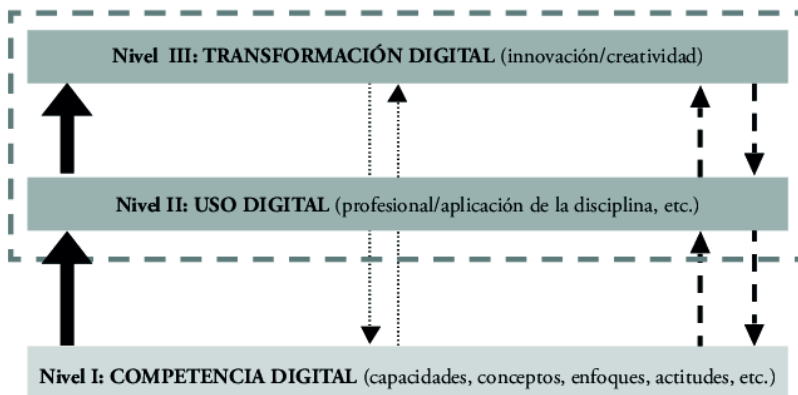 Nivel III: TRANSFORMACIÓN DIGITAL (innovación/creatividad)
Nivel II: USO DIGITAL (profesional/aplicación de la disciplina, etc.)
Nivel I: COMPETENCIA DIGITAL (capacidades, conceptos, enfoques, actitudes, etc.)